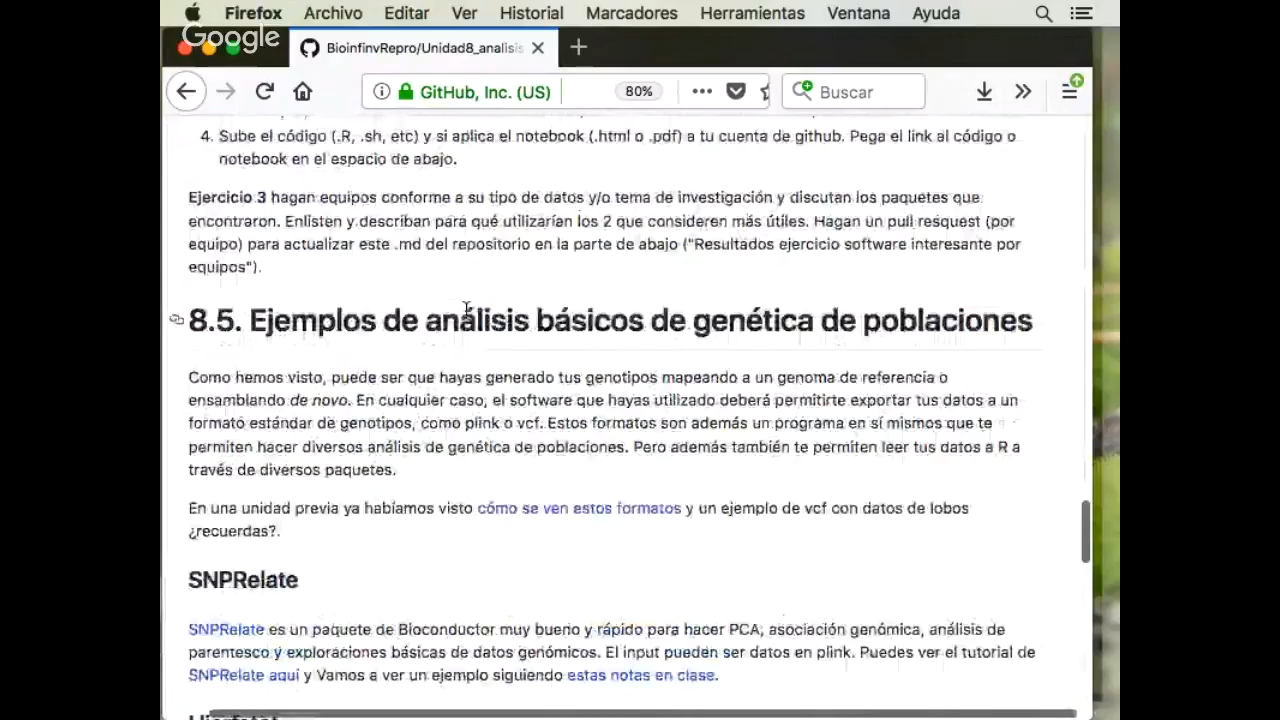 Firefox Archivo Editar Ver Historial Marcadores Herramientas Ventana Ayuda
Google
BioinfinvRepro/Unidad8_analisis
GitHub, Inc. (US) 80% Buscar
4. Sube el código (.R, .sh, etc) y si aplica el notebook (.html o .pdf) a tu cuenta de github. Pega el link al código o
notebook en el espacio de abajo.
Ejercicio 3 hagan equipos conforme a su tipo de datos y/o tema de investigación y discutan los paquetes que
encontraron. Enlisten y describan para qué utilizarían los 2 que consideren más útiles. Hagan un pull resquest (por
equipo) para actualizar este .md del repositorio en la parte de abajo ("Resultados ejercicio software interesante por
equipos").
8.5. Ejemplos de análisis básicos de genética de poblaciones
Como hemos visto, puede ser que hayas generado tus genotipos mapeando a un genoma de referencia o
ensamblando de novo. En cualquier caso, el software que hayas utilizado deberá permitirte exportar tus datos a un
formato estándar de genotipos, como plink o vcf. Estos formatos son además un programa en sí mismos que te
permiten hacer diversos análisis de genética de poblaciones. Pero además también te permiten leer tus datos a R a
través de diversos paquetes.
En una unidad previa ya habíamos visto cómo se ven estos formatos y un ejemplo de vcf con datos de lobos
¿recuerdas?.
SNPRelate
SNPRelate es un paquete de Bioconductor muy bueno y rápido para hacer PCA, asociación genómica, análisis de
parentesco y exploraciones básicas de datos genómicos. El input pueden ser datos en plink. Puedes ver el tutorial de
SNPRelate aquí y Vamos a ver un ejemplo siguiendo estas notas en clase.